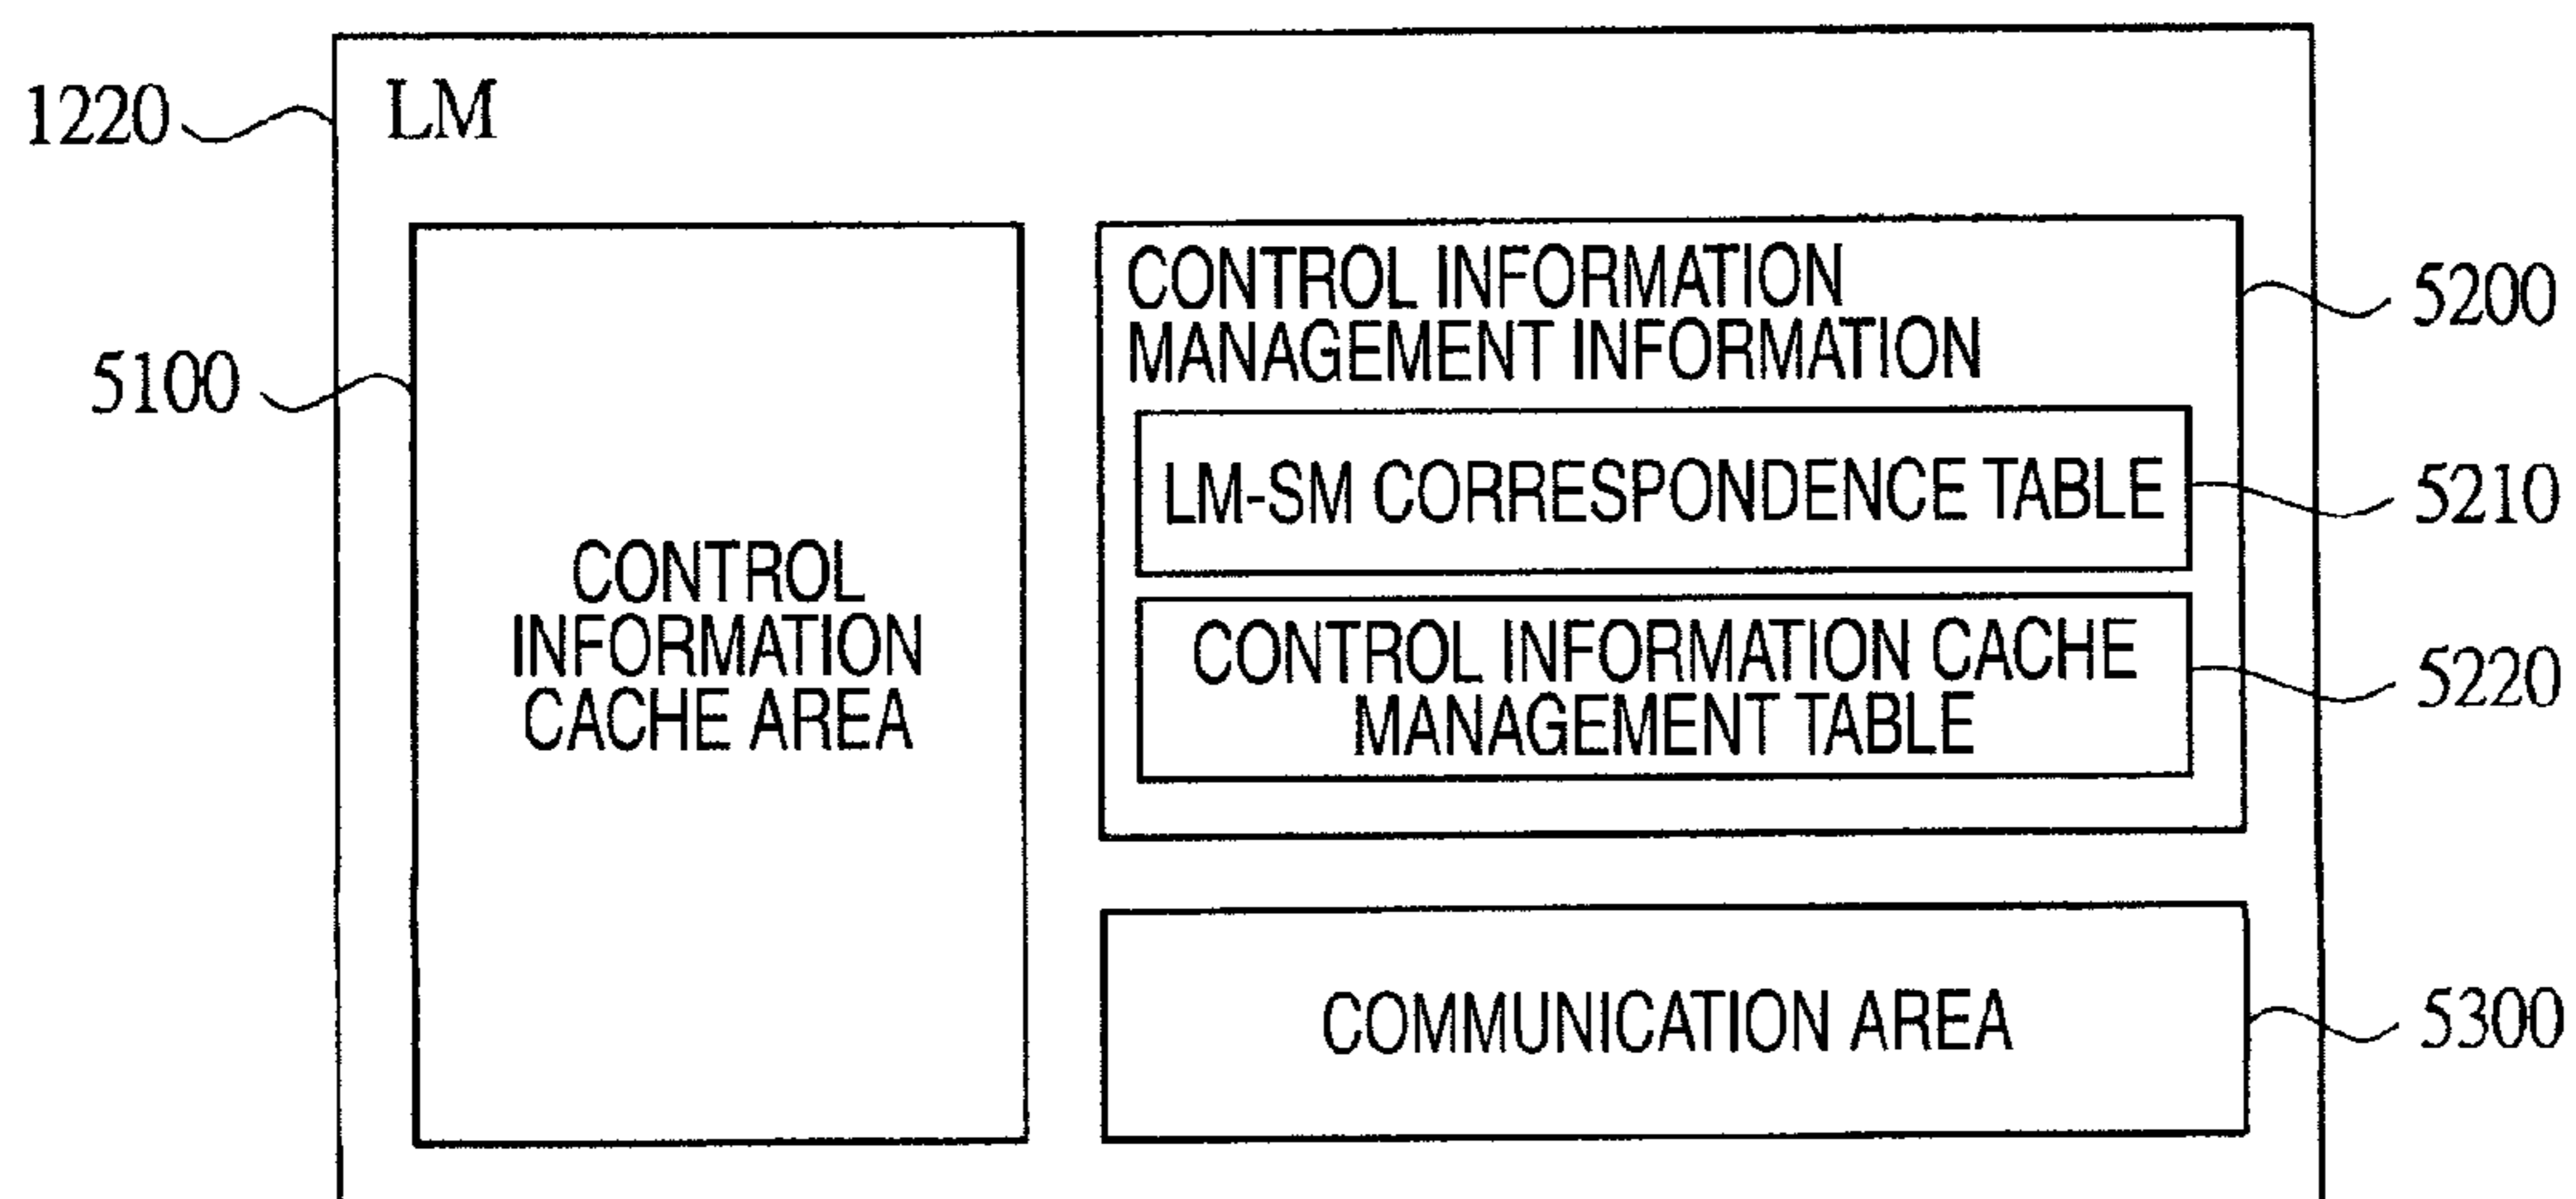 1220
LM
5100
CONTROL
INFORMATION
CACHE AREA
CONTROL INFORMATION
MANAGEMENT INFORMATION
5200
LM-SM CORRESPONDENCE TABLE
5210
CONTROL INFORMATION CACHE
MANAGEMENT TABLE
5220
COMMUNICATION AREA
5300